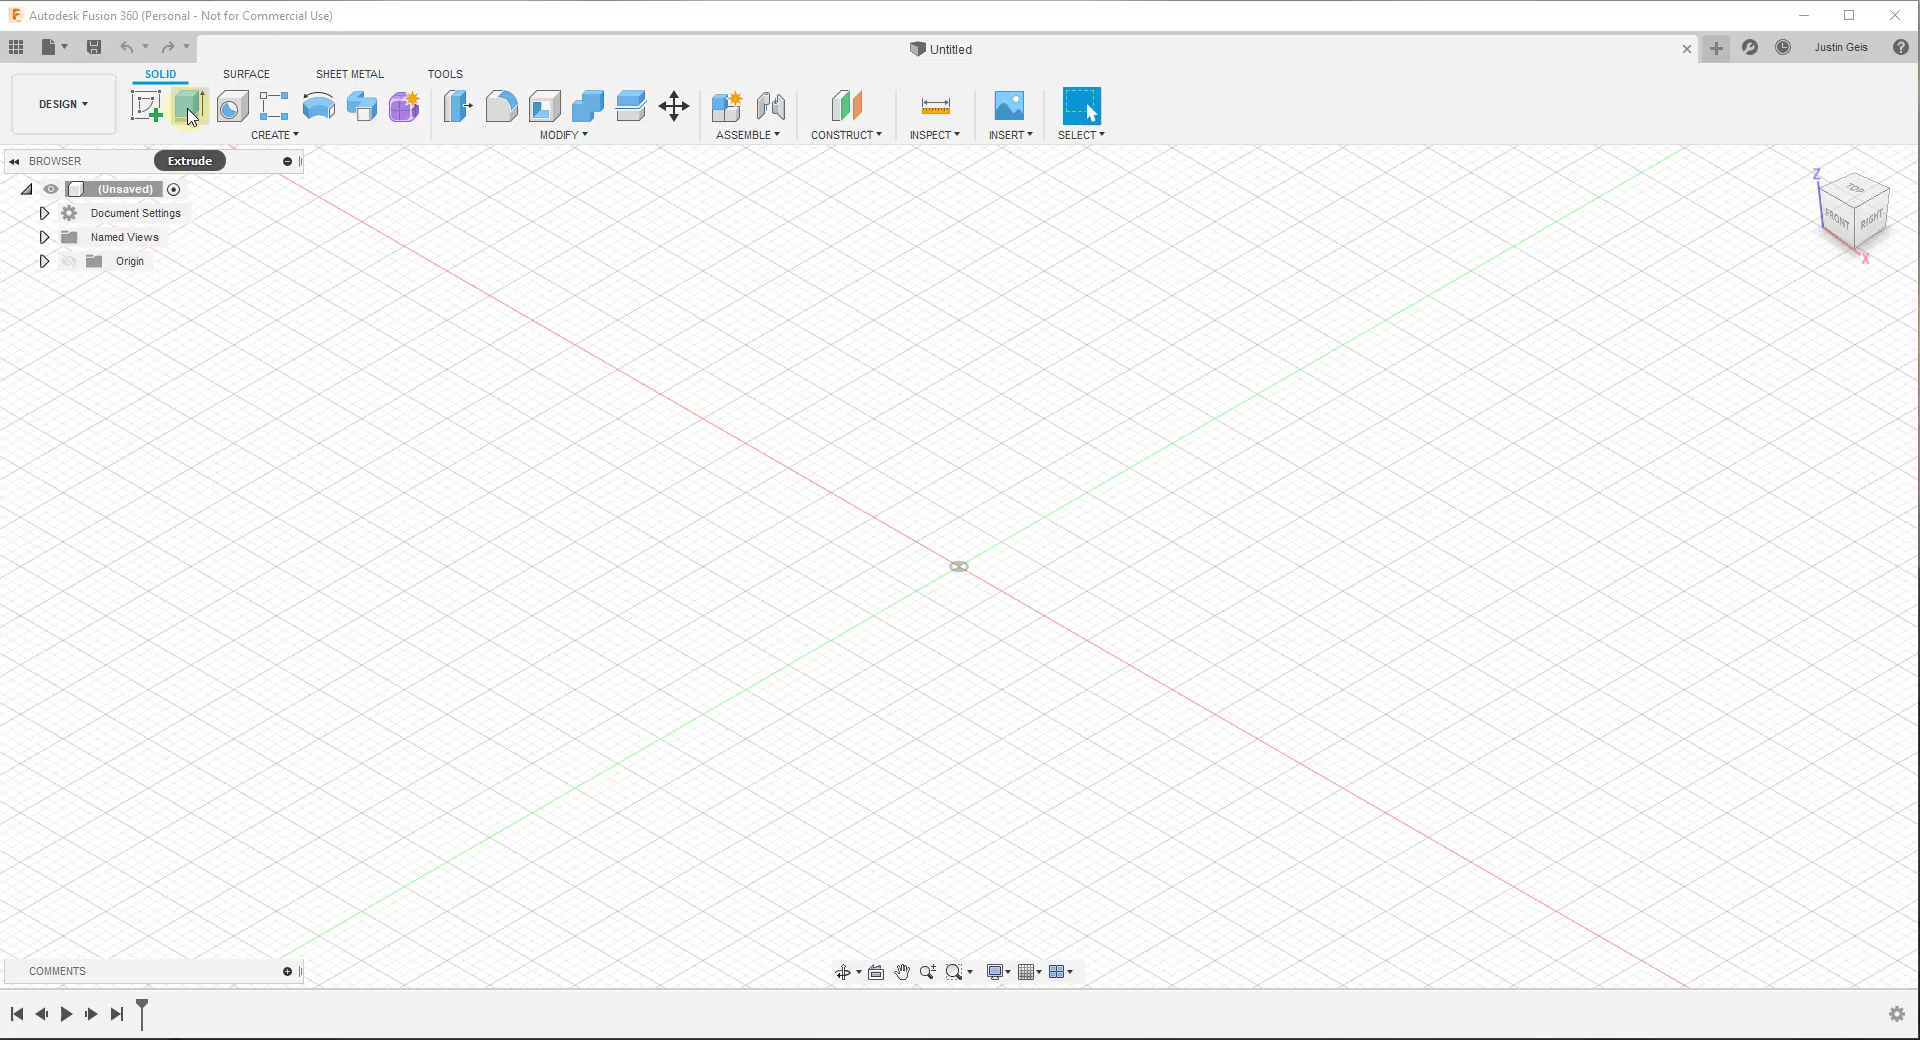 Autodesk Fusion 360 (Personal - Not for Commercial Use)
Untitled
Justin Geis
SOLID SURFACE SHEET METAL TOOLS
DESIGN
CREATE MODIFY ASSEMBLE CONSTRUCT INSPECT INSERT SELECT
BROWSER
Extrude
(Unsaved)
Document Settings
Named Views
Origin
Z
TOP
FRONT
RIGHT
X
COMMENTS